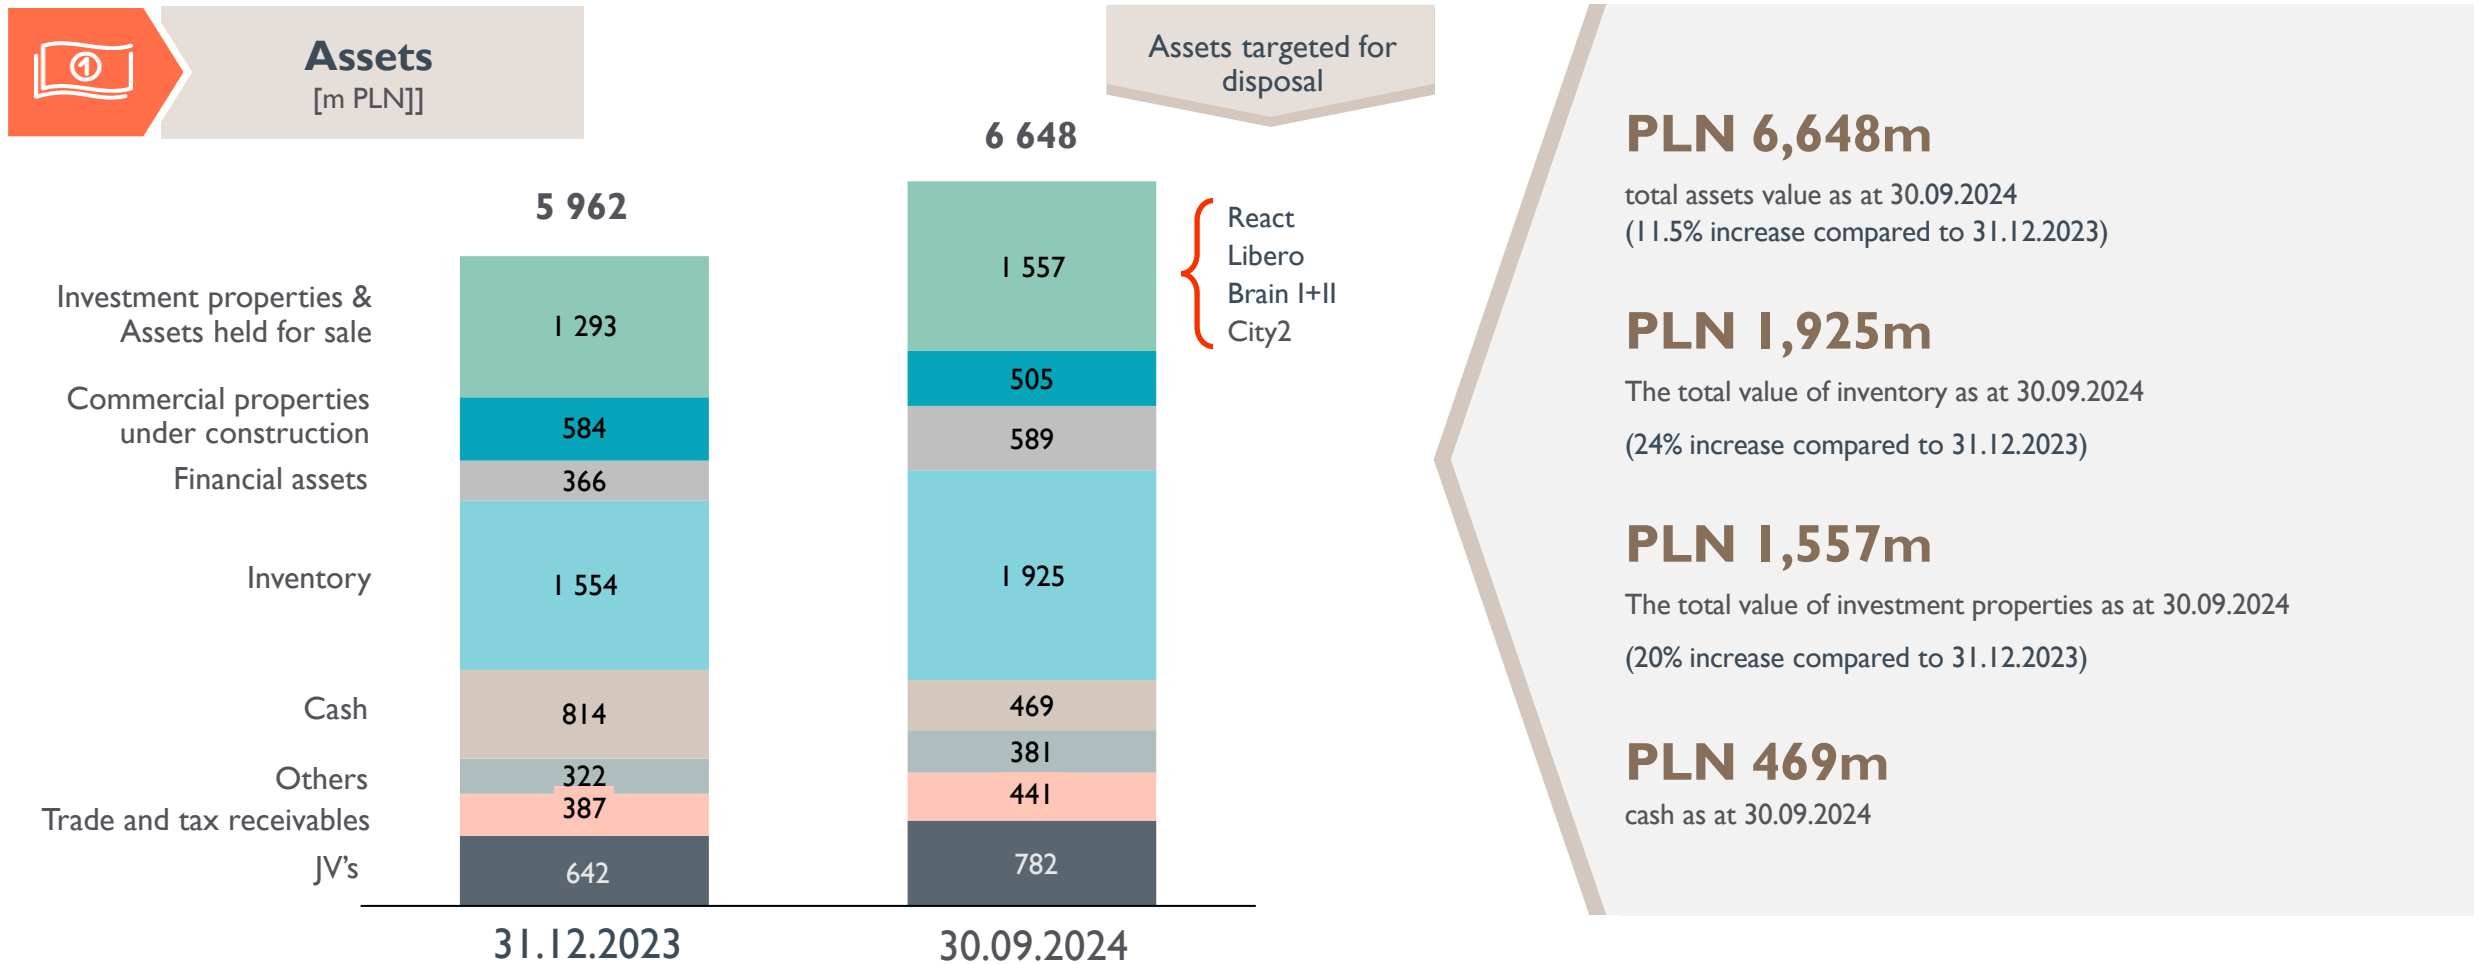 Assets
[m PLN]]
Assets targeted for
disposal
5 962
6 648
Investment properties &
Assets held for sale
Commercial properties
under construction
Financial assets
Inventory
Cash
Others
Trade and tax receivables
JV's
1 293
584
366
1 554
814
322
387
642
1 557
505
589
1 925
469
381
441
782
31.12.2023
30.09.2024
React
Libero
Brain I+II
City2
PLN 6,648m
total assets value as at 30.09.2024
(11.5% increase compared to 31.12.2023)
PLN 1,925m
The total value of inventory as at 30.09.2024
(24% increase compared to 31.12.2023)
PLN 1,557m
The total value of investment properties as at 30.09.2024
(20% increase compared to 31.12.2023)
PLN 469m
cash as at 30.09.2024